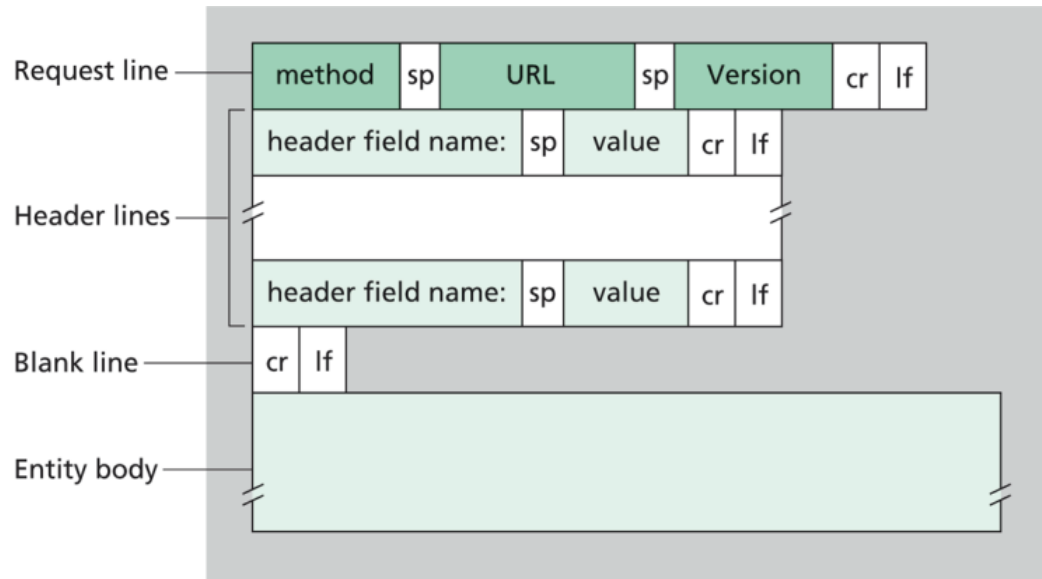 Request line method sp URL sp Version cr lf
header field name: sp value cr lf
Header lines
header field name: sp value cr lf
Blank line cr lf
Entity body